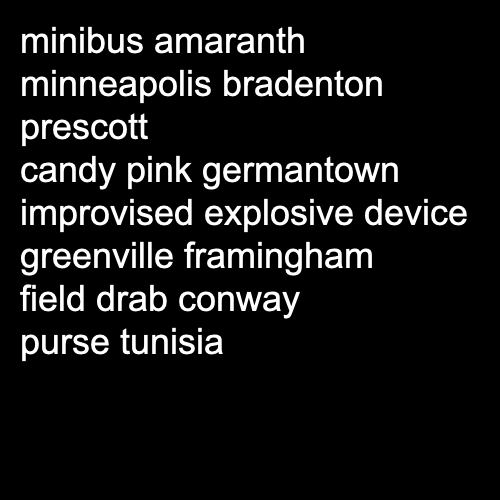 minibus amaranth
minneapolis bradenton
prescott
candy pink germantown
improvised explosive device
greenville framingham
field drab conway
purse tunisia